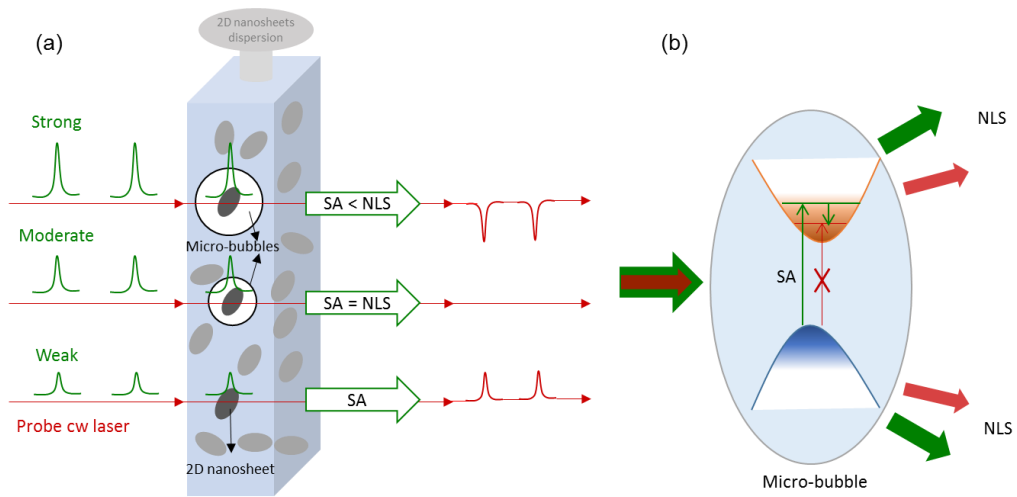 (a)
2D nanosheets
dispersion
(b)
Strong
SA < NLS
Micro-bubbles
Moderate
SA = NLS
Weak
SA
Probe cw laser
2D nanosheet
NLS
SA
NLS
Micro-bubble